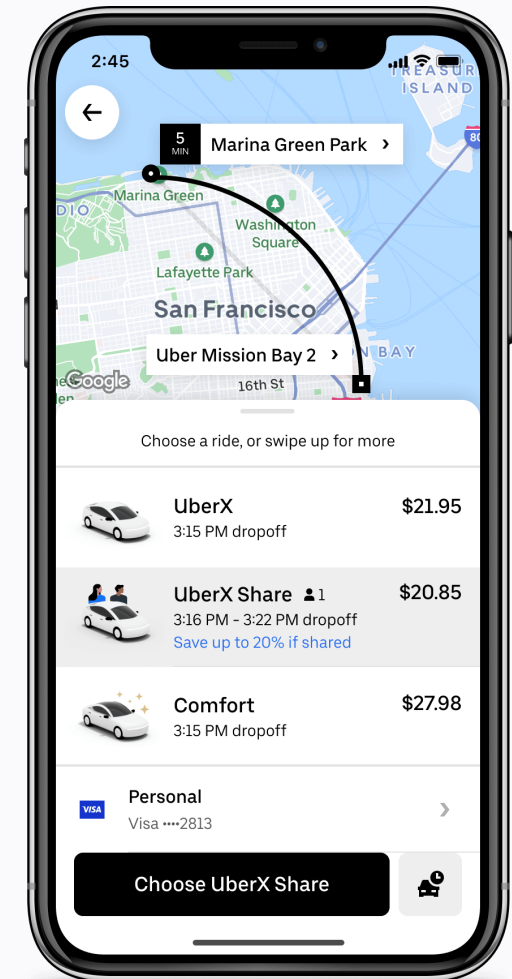 2:45
TREASUR
ISLAND
80
5
MIN
Marina Green Park
Marina Green
DIO
Washington
Square
Lafayette Park
San Francisco
Uber Mission Bay 2
N BAY
Google
16th St
Choose a ride, or swipe up for more
UberX
$21.95
3:15 PM dropoff
UberX Share 1
$20.85
3:16 PM - 3:22 PM dropoff
Save up to 20% if shared
Comfort
$27.98
3:15 PM dropoff
VISA
Personal
Visa ••••2813
Choose UberX Share